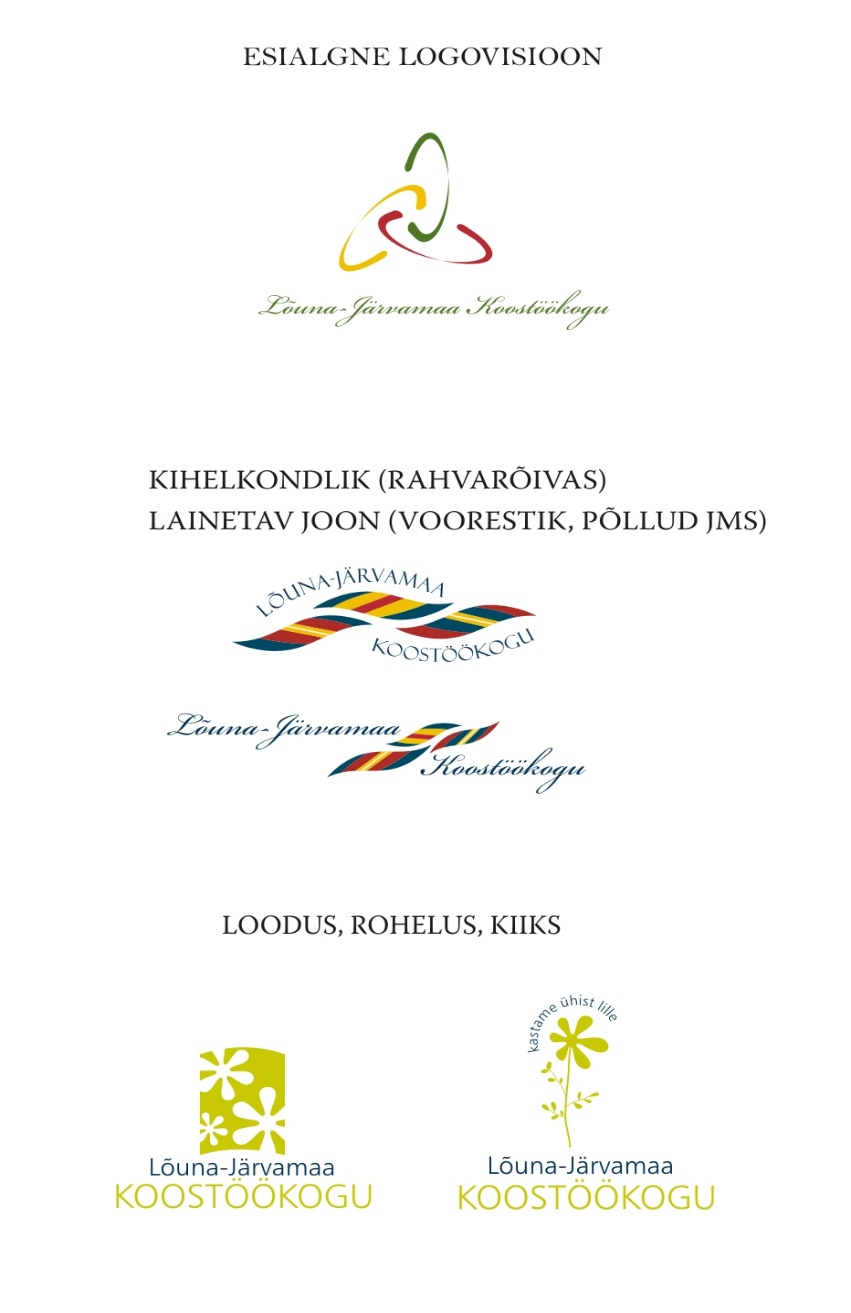 ESIALGNE LOGOVISIOON
Lõuna-Järvamaa Koostöökogu
KIHELKONDLIK (RAHVARÕIVAS)
LAINETAV JOON (VOORESTIK, PÕLLUD JMS)
LÕUNA-JÄRVAMAA
KOOSTÖÖKOGU
Lõuna-Järvamaa
Koostöökogu
LOODUS, ROHELUS, KIIKS
Lõuna-Järvamaa
KOOSTÖÖKOGU
kastame ühist lille
Lõuna-Järvamaa
KOOSTÖÖKOGU